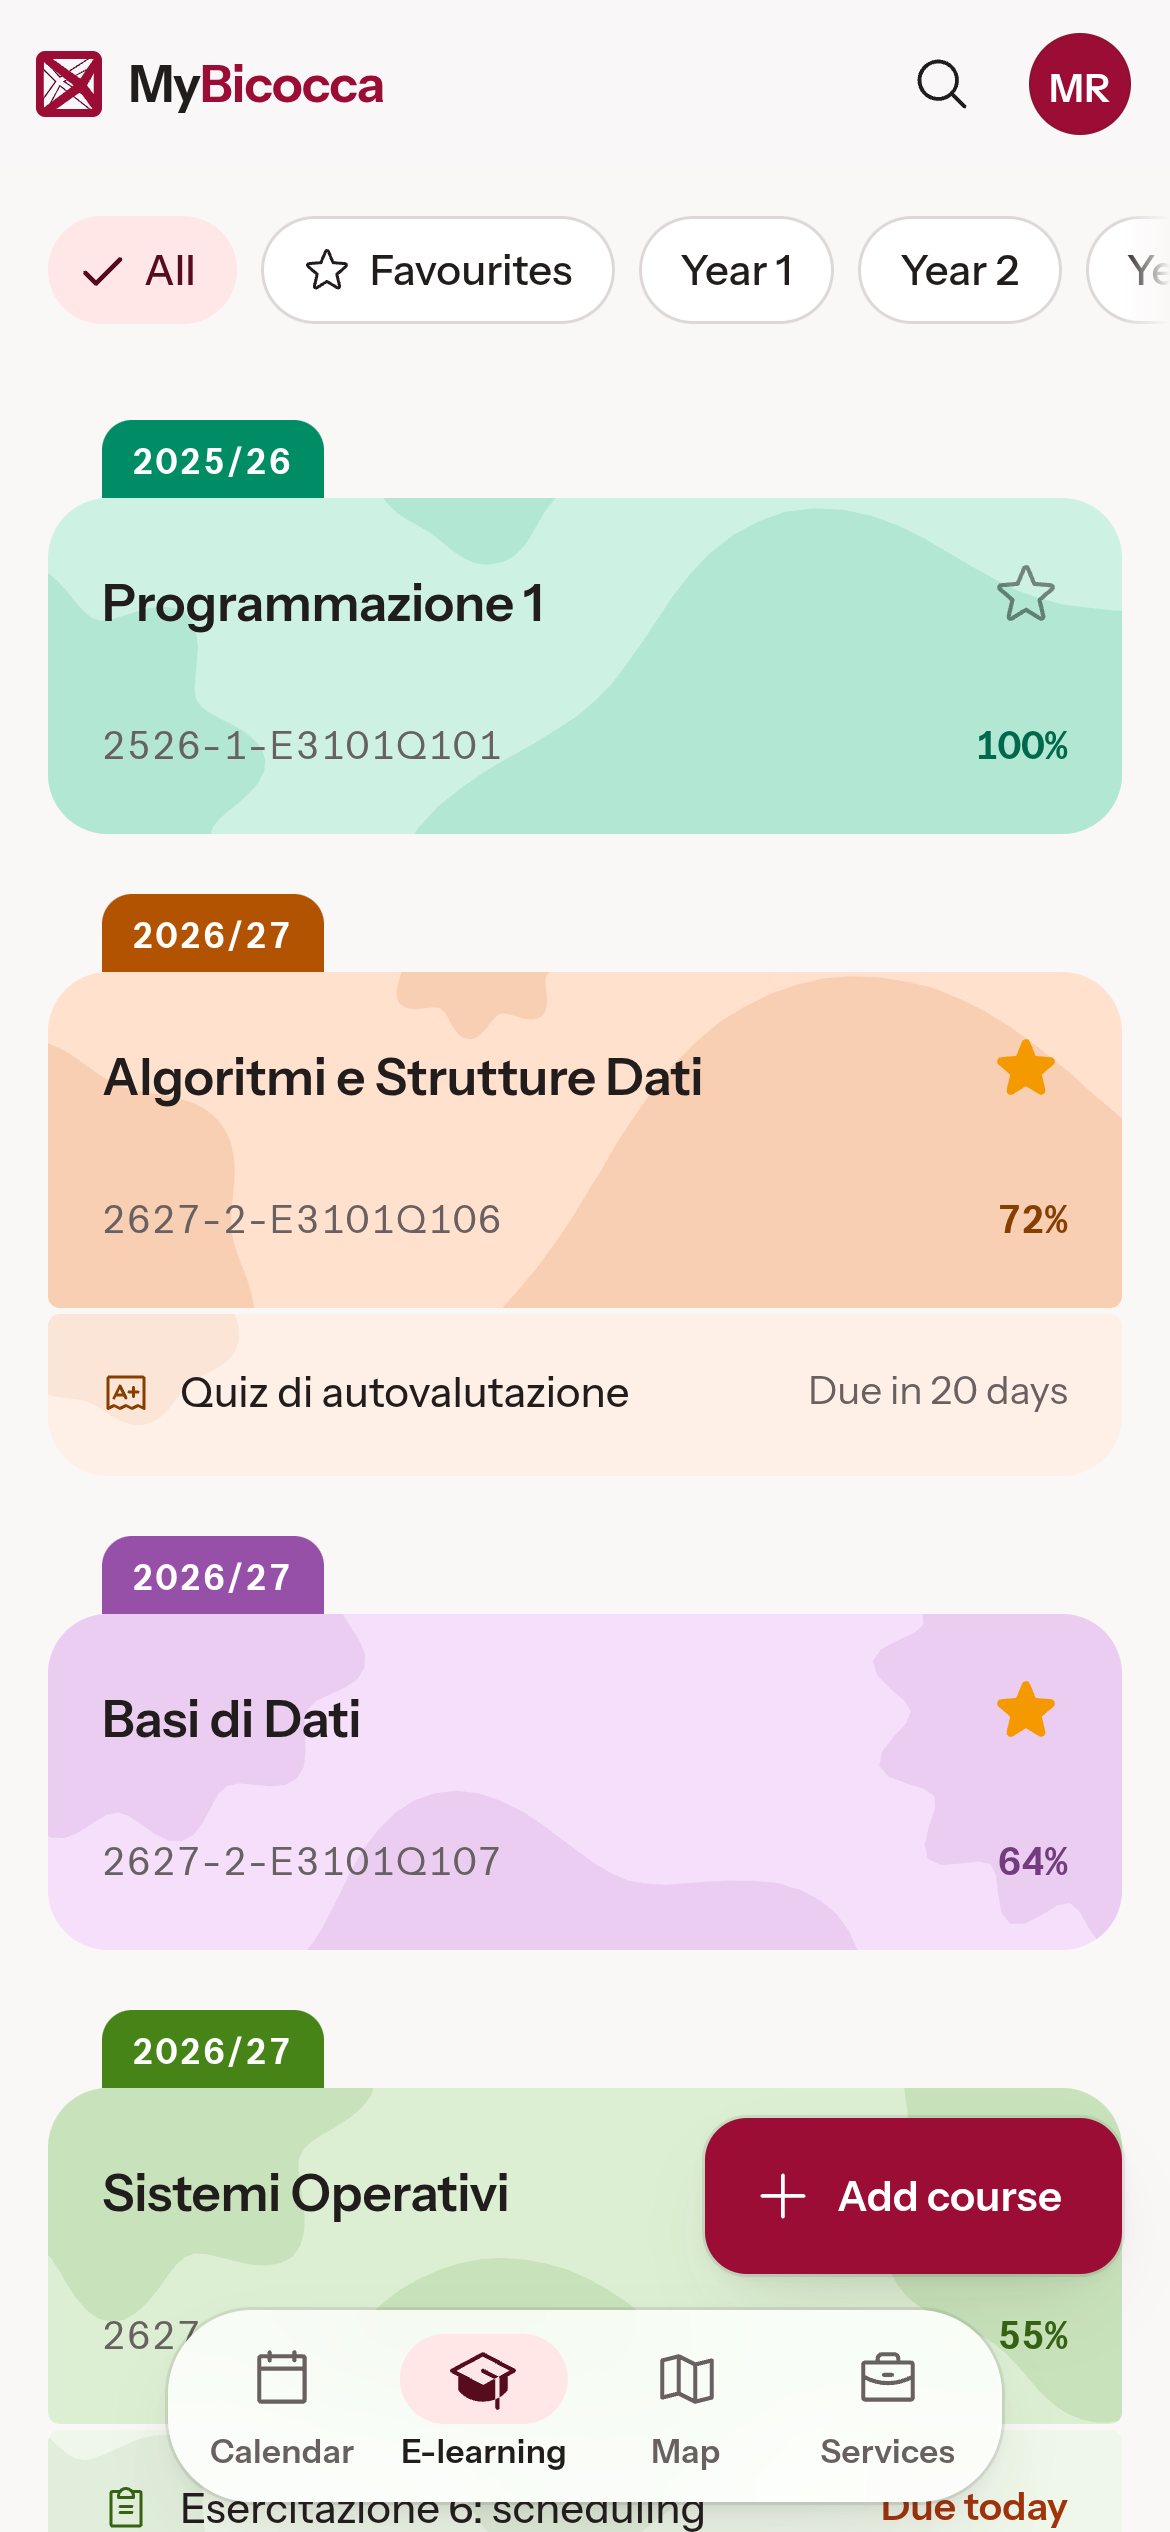 MyBicocca
MR
All
Favourites
Year 1
Year 2
Ye
2025/26
Programmazione 1
2526-1-E3101Q101
100%
2026/27
Algoritmi e Strutture Dati
2627-2-E3101Q106
72%
A+
Quiz di autovalutazione
Due in 20 days
2026/27
Basi di Dati
2627-2-E3101Q107
64%
2026/27
Sistemi Operativi
Add course
2627
55%
Calendar
E-learning
Map
Services
Esercitazione 6: scheduling
Due today